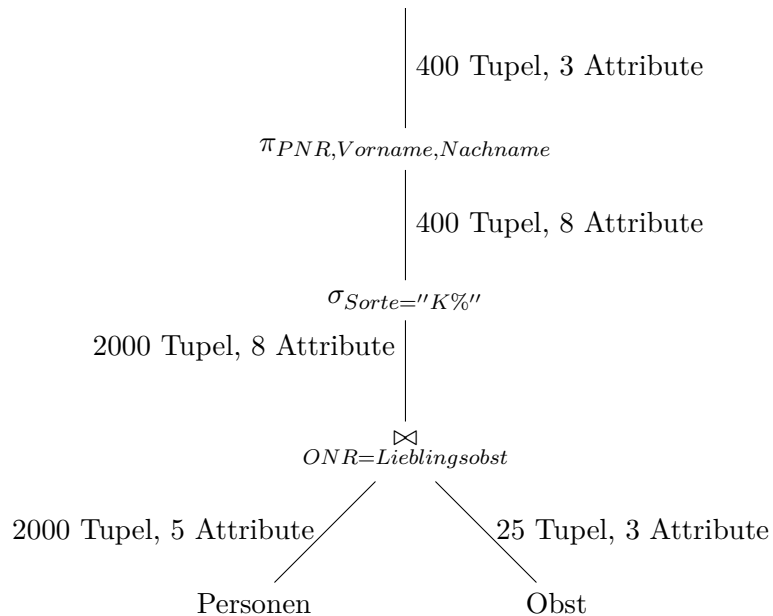 400 Tupel, 3 Attribute
π_{PNR,Vorname,Nachname}
400 Tupel, 8 Attribute
σ_{Sorte="K%"}
2000 Tupel, 8 Attribute
⋈
ONR=Lieblingsobst
2000 Tupel, 5 Attribute
25 Tupel, 3 Attribute
Personen
Obst